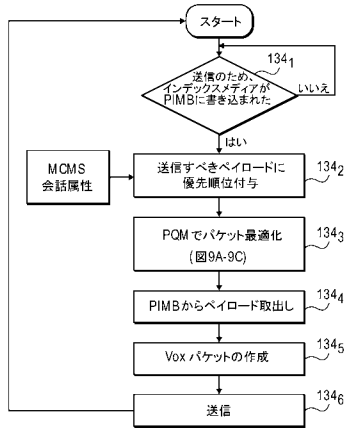 スタート
送信のため、
インデックスメディアが
PIMBに書き込まれた
134₁
いいえ
はい
MCMS
会話属性
送信すべきペイロードに
優先順位付与
134₂
PQMでパケット最適化
(図9A-9C)
134₃
PIMBからペイロード取出し
134₄
Vox パケットの作成
134₅
送信
134₆